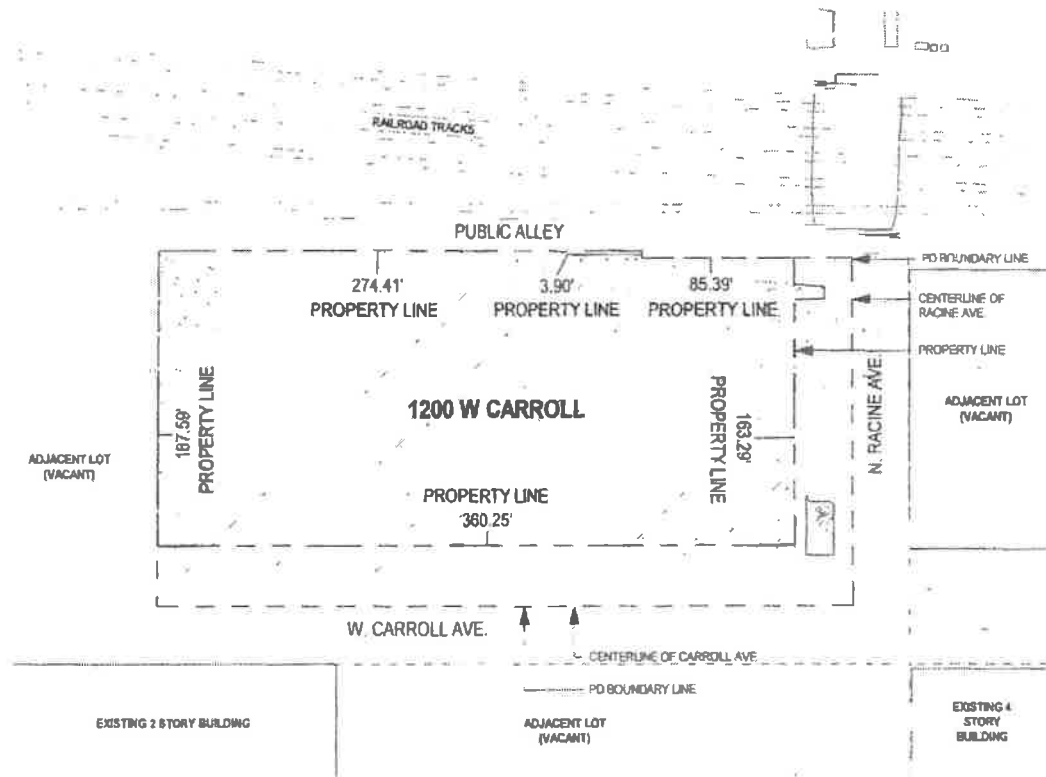 RAILROAD TRACKS
PUBLIC ALLEY
274.41'
PROPERTY LINE
3.90'
PROPERTY LINE
85.39'
PROPERTY LINE
PD BOUNDARY LINE
CENTERLINE OF
RACINE AVE.
PROPERTY LINE
187.59'
PROPERTY LINE
1200 W CARROLL
PROPERTY LINE
163.29'
N. RACINE AVE.
ADJACENT LOT
(VACANT)
ADJACENT LOT
(VACANT)
PROPERTY LINE
360.25'
W. CARROLL AVE.
CENTERLINE OF CARROLL AVE
PD BOUNDARY LINE
EXISTING 2 STORY BUILDING
ADJACENT LOT
(VACANT)
EXISTING 4
STORY
BUILDING